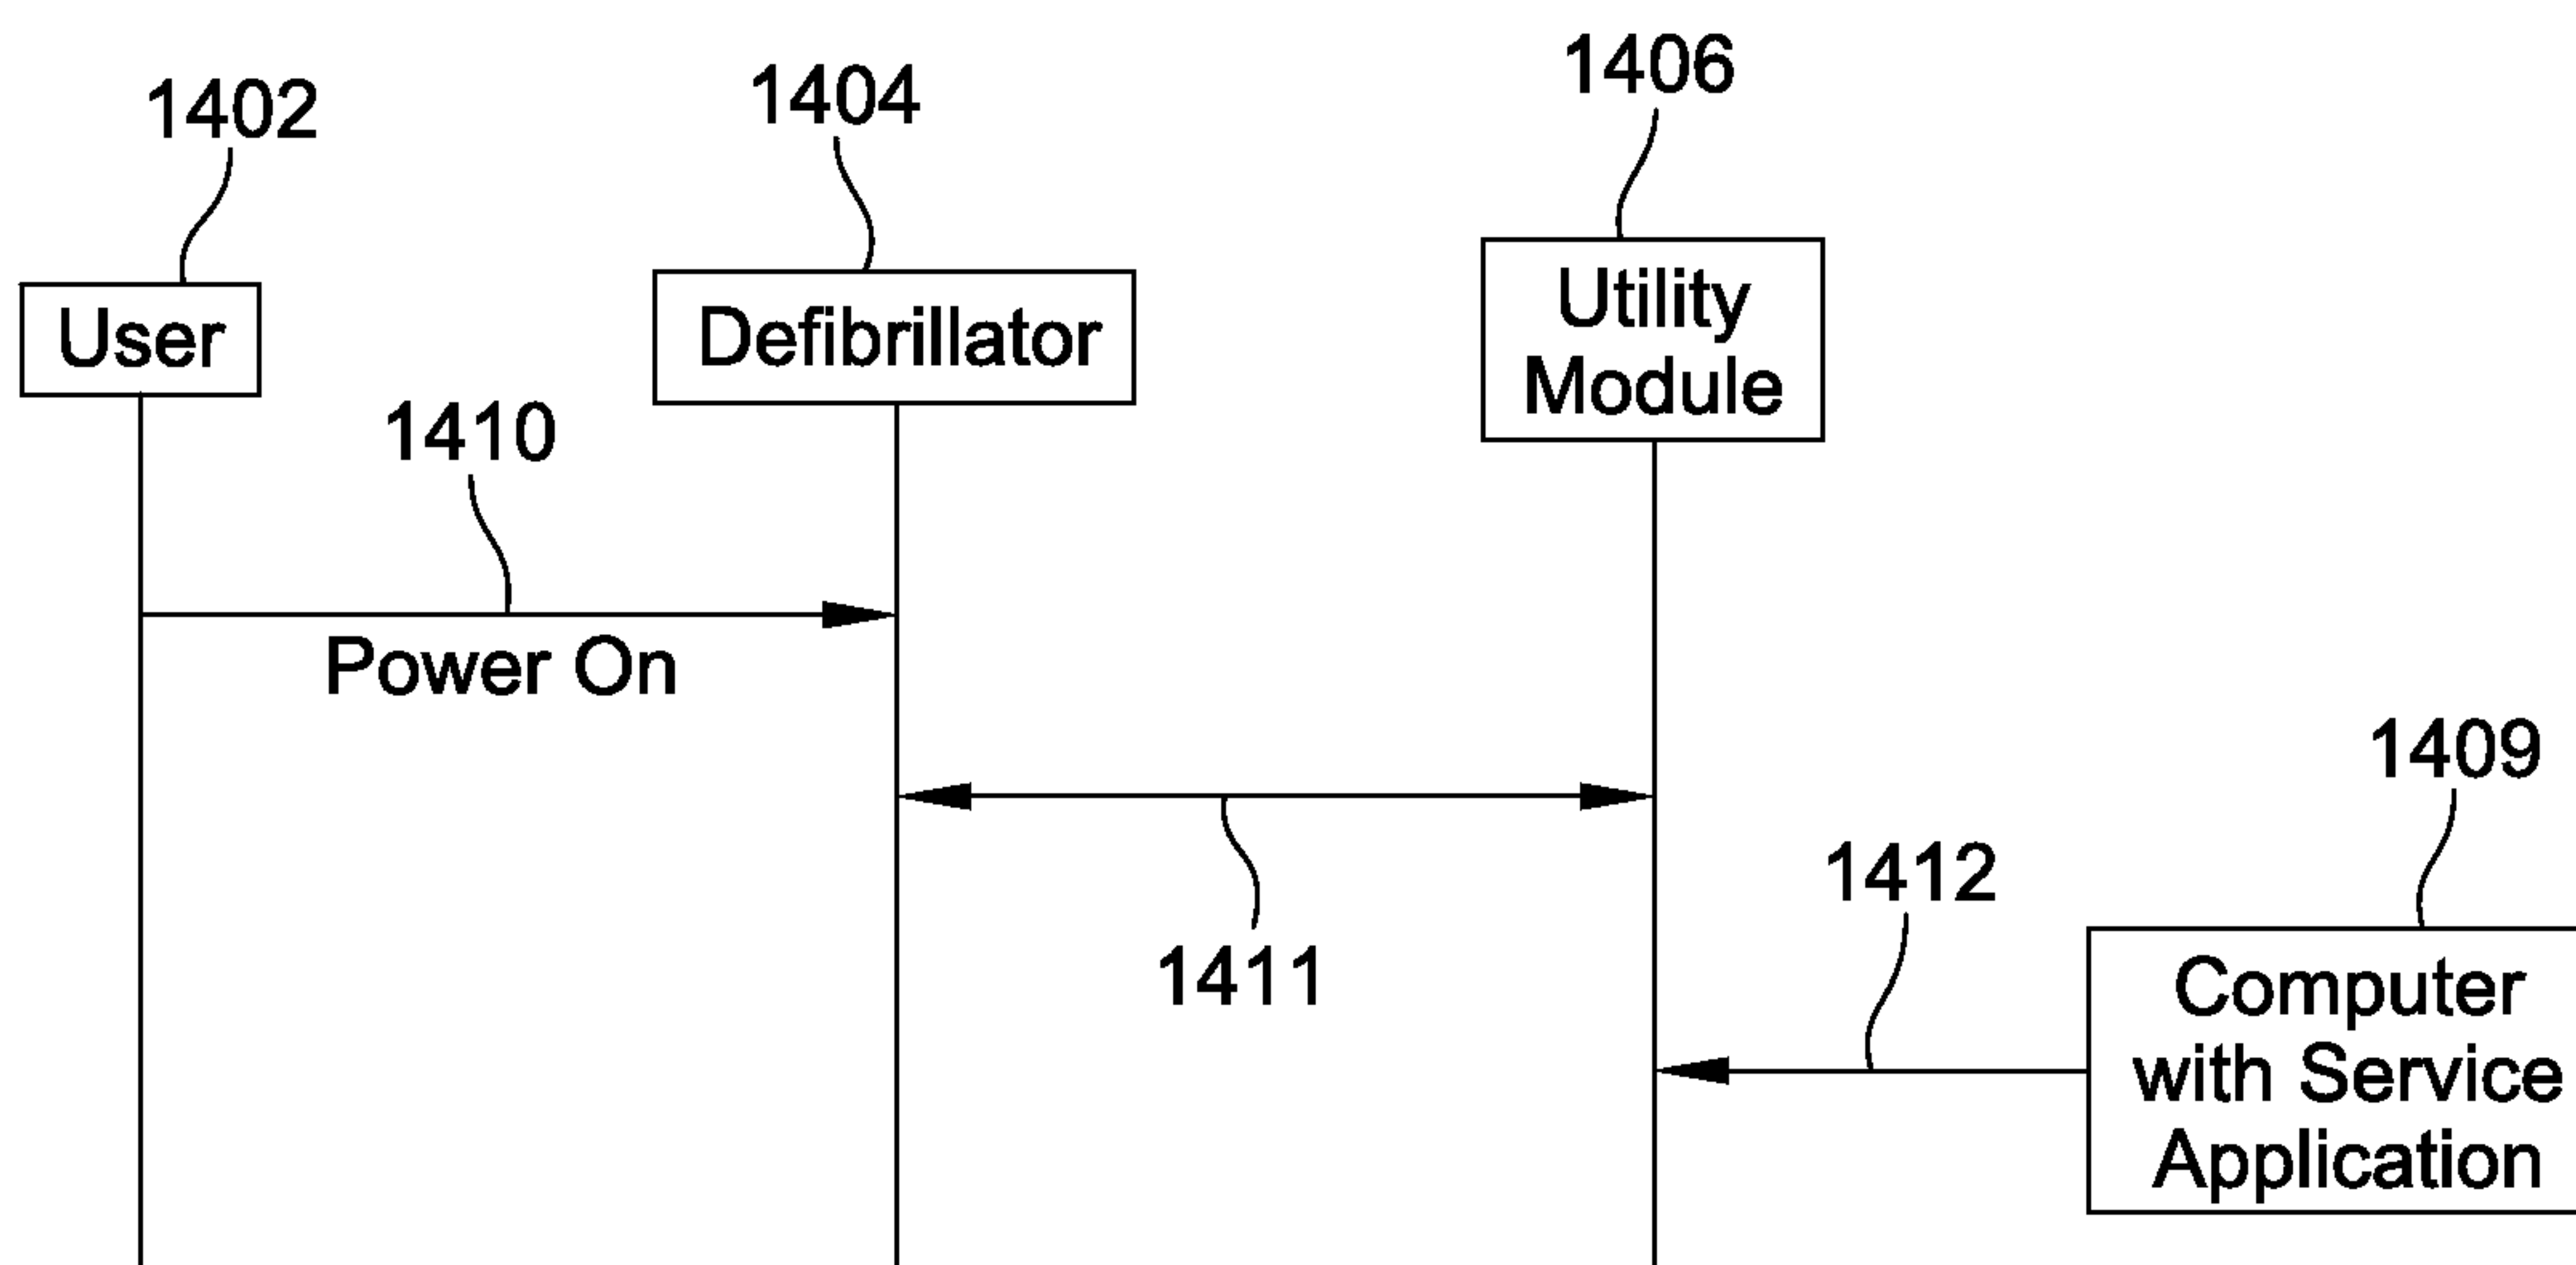 1402
1404
1406
User
Defibrillator
Utility
Module
1410
Power On
1411
1409
1412
Computer
with Service
Application